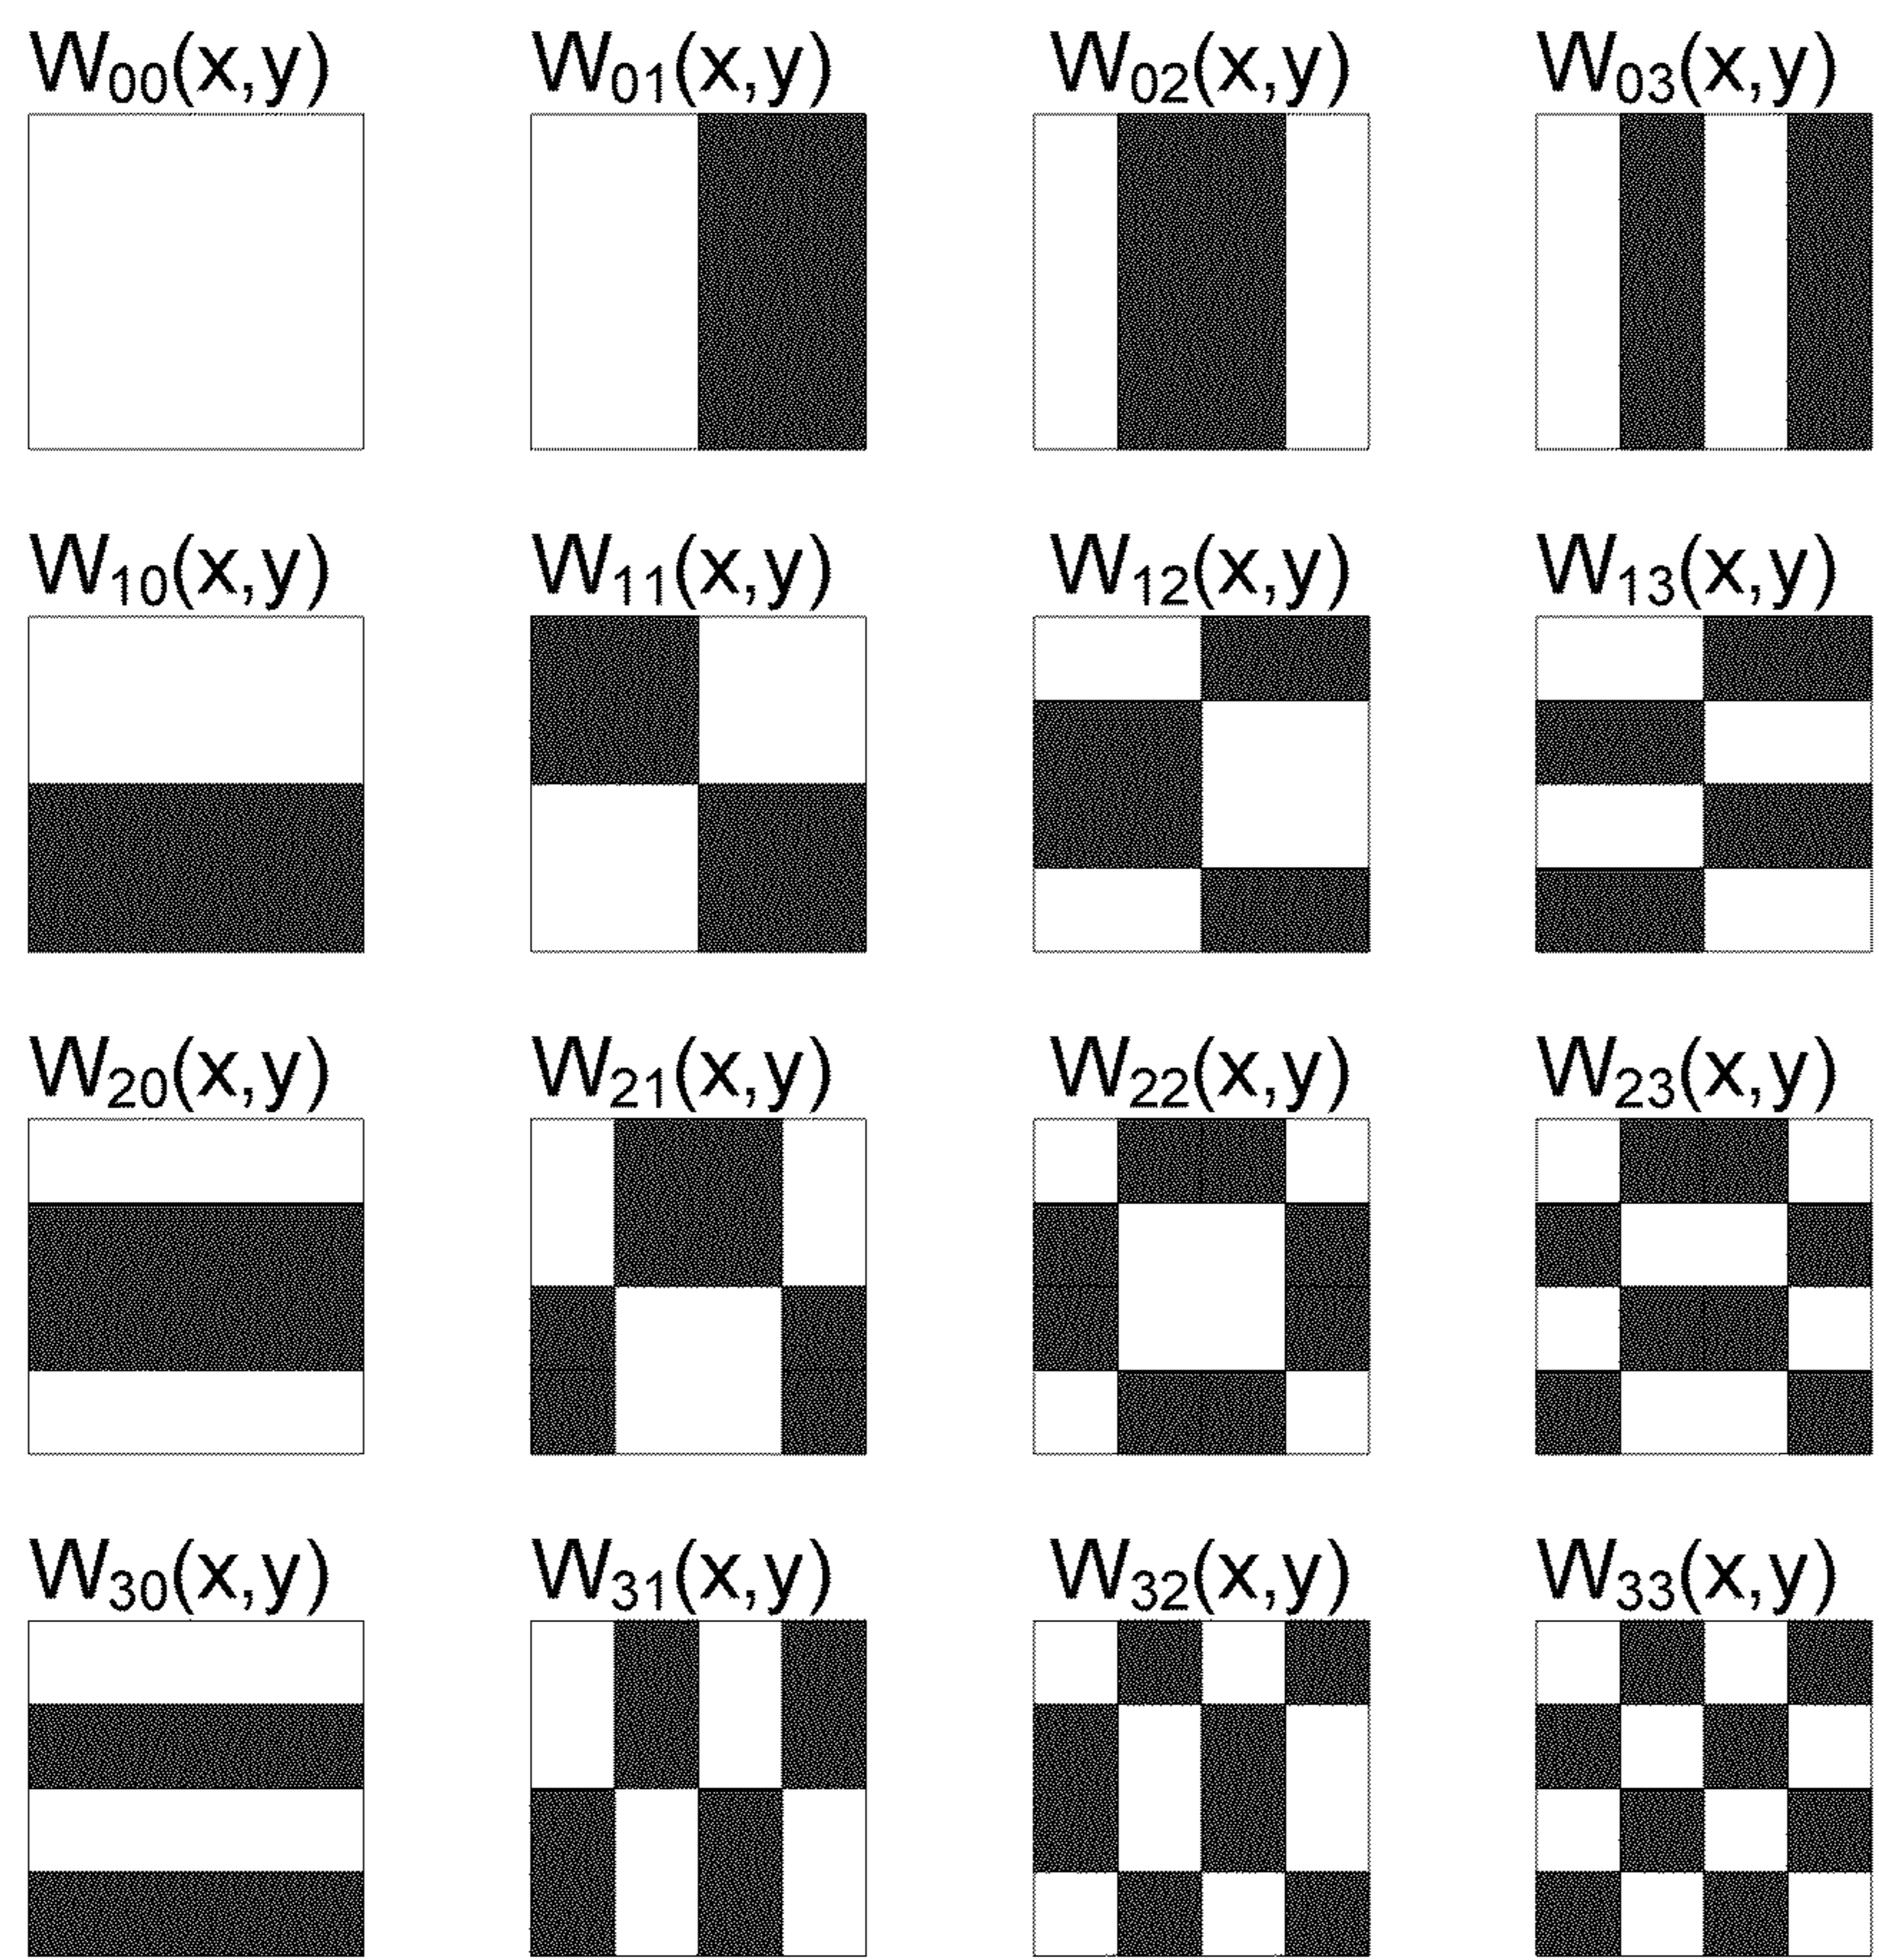 W₀₀(x,y) W₀₁(x,y) W₀₂(x,y) W₀₃(x,y)
W₁₀(x,y) W₁₁(x,y) W₁₂(x,y) W₁₃(x,y)
W₂₀(x,y) W₂₁(x,y) W₂₂(x,y) W₂₃(x,y)
W₃₀(x,y) W₃₁(x,y) W₃₂(x,y) W₃₃(x,y)